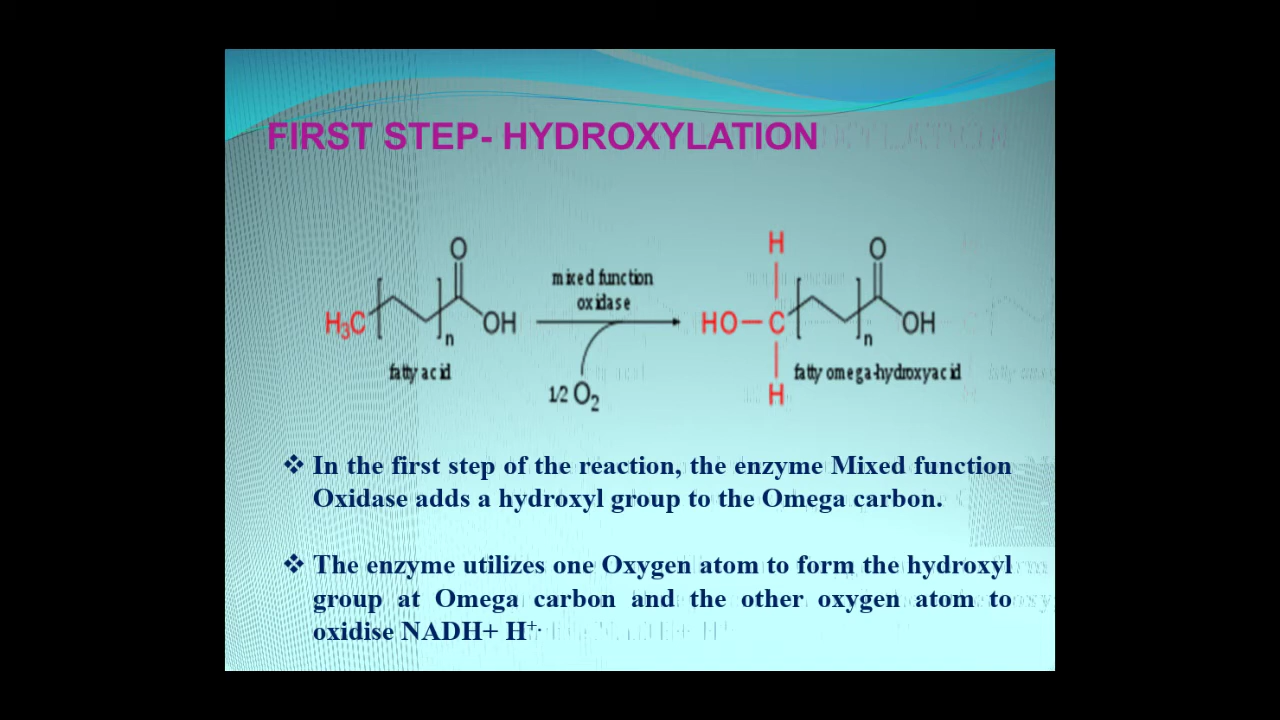 FIRST STEP- HYDROXYLATION
H₃C
n
O
OH
fatty acid
mixed function
oxidase
1/2 O₂
H
HO C
H
n
O
OH
fatty omega-hydroxyacid
❖ In the first step of the reaction, the enzyme Mixed function
Oxidase adds a hydroxyl group to the Omega carbon.
❖ The enzyme utilizes one Oxygen atom to form the hydroxyl
group at Omega carbon and the other oxygen atom to
oxidise NADH+ H⁺.